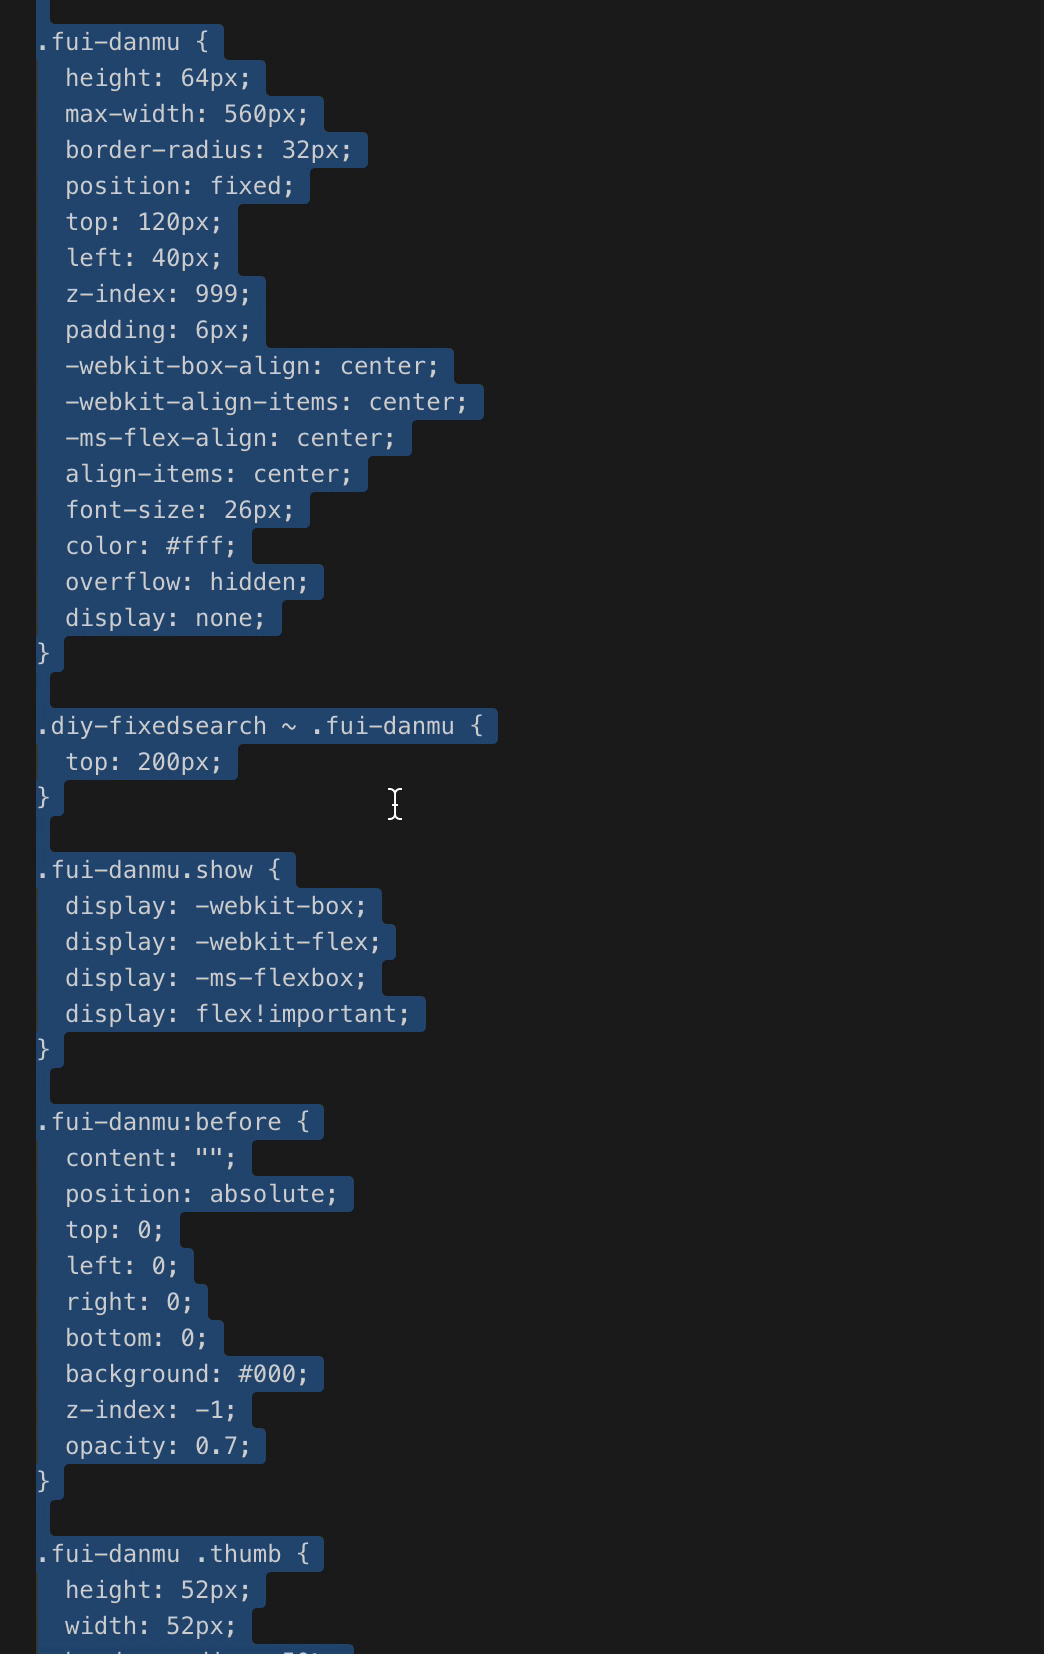 .fui-danmu {
  height: 64px;
  max-width: 560px;
  border-radius: 32px;
  position: fixed;
  top: 120px;
  left: 40px;
  z-index: 999;
  padding: 6px;
  -webkit-box-align: center;
  -webkit-align-items: center;
  -ms-flex-align: center;
  align-items: center;
  font-size: 26px;
  color: #fff;
  overflow: hidden;
  display: none;
}

.diy-fixedsearch ~ .fui-danmu {
  top: 200px;
}

.fui-danmu.show {
  display: -webkit-box;
  display: -webkit-flex;
  display: -ms-flexbox;
  display: flex!important;
}

.fui-danmu:before {
  content: "";
  position: absolute;
  top: 0;
  left: 0;
  right: 0;
  bottom: 0;
  background: #000;
  z-index: -1;
  opacity: 0.7;
}

.fui-danmu .thumb {
  height: 52px;
  width: 52px;